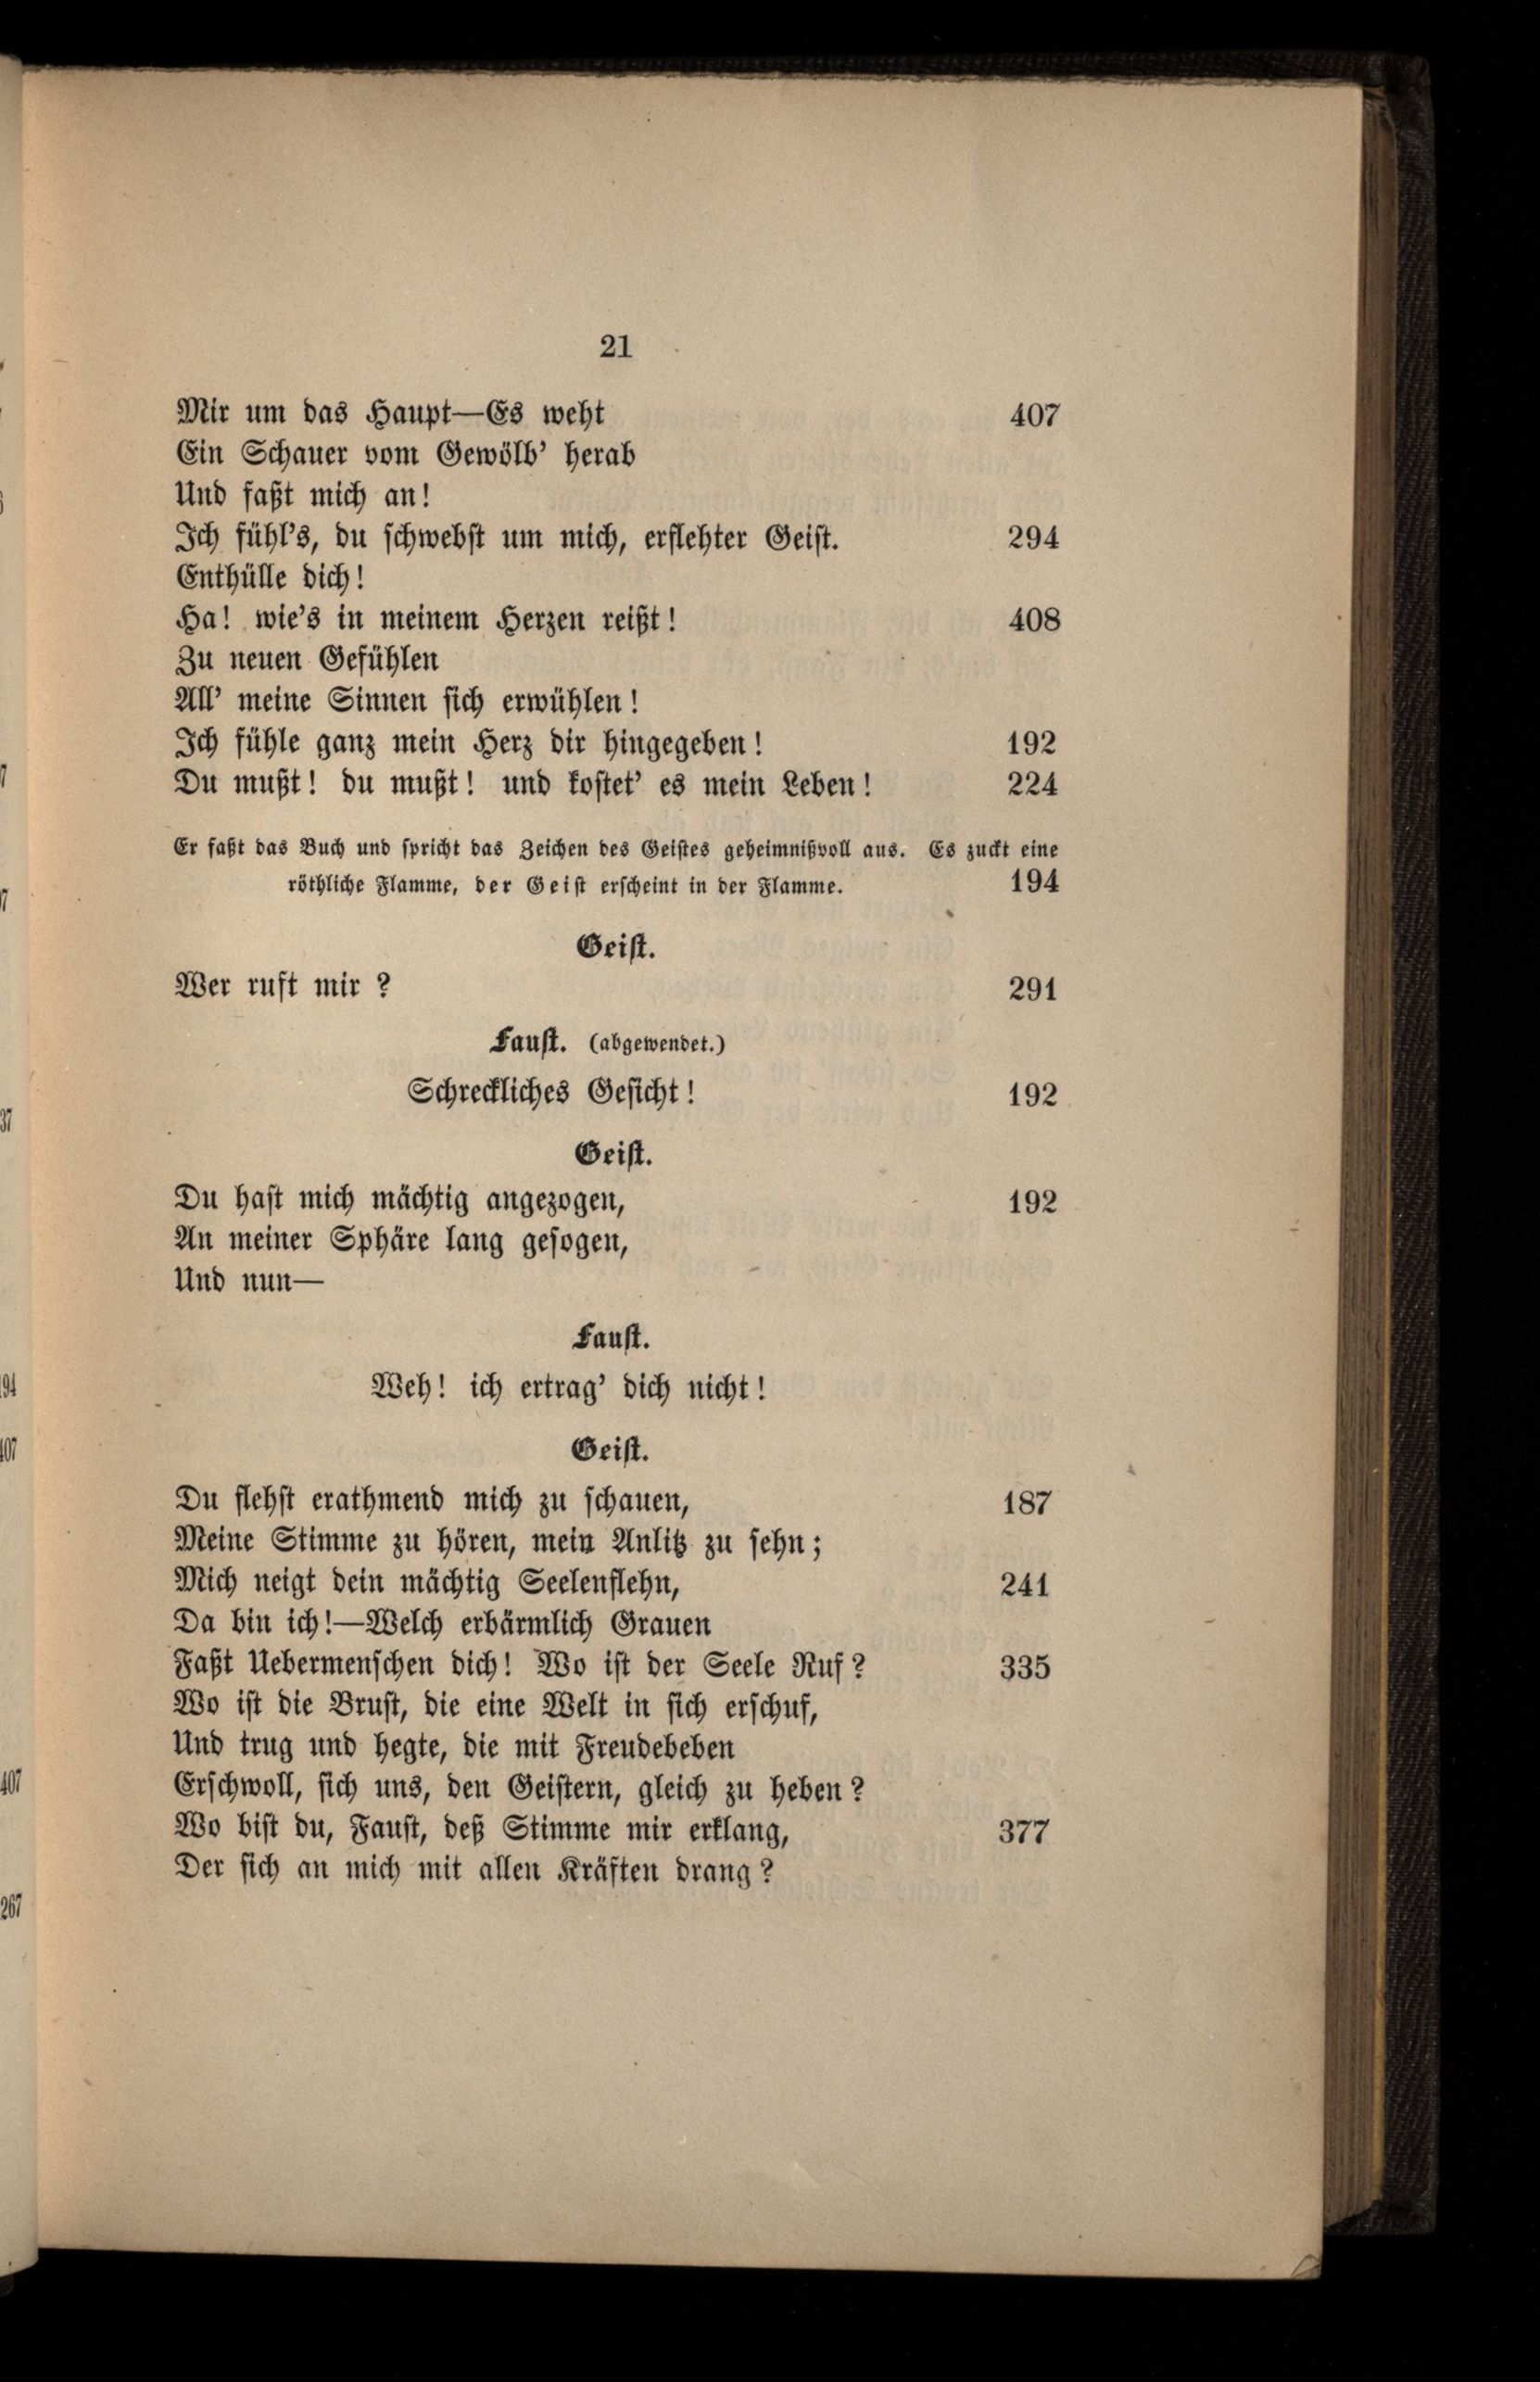 21
Mir um das Haupt—Es weht 407
Ein Schauer vom Gewölb’ herab
Und faßt mich an!
Ich fühl’s, du schwebst um mich, erflehter Geist. 294
Enthülle dich!
Ha! wie’s in meinem Herzen reißt! 408
Zu neuen Gefühlen
All’ meine Sinnen sich erwühlen!
Ich fühle ganz mein Herz dir hingegeben! 192
Du mußt! du mußt! und kostet’ es mein Leben! 224
Er faßt das Buch und spricht das Zeichen des Geistes geheimnißvoll aus. Es zuckt eine
röthliche Flamme, der Geist erscheint in der Flamme. 194
Geist.
Wer ruft mir? 291
Faust. (abgewendet.)
Schreckliches Gesicht! 192
Geist.
Du hast mich mächtig angezogen, 192
An meiner Sphäre lang gesogen,
Und nun—
Faust.
Weh! ich ertrag’ dich nicht!
Geist.
Du flehst erathmend mich zu schauen, 187
Meine Stimme zu hören, mein Anlitz zu sehn;
Mich neigt dein mächtig Seelenflehn, 241
Da bin ich!—Welch erbärmlich Grauen
Faßt Uebermenschen dich! Wo ist der Seele Ruf? 335
Wo ist die Brust, die eine Welt in sich erschuf,
Und trug und hegte, die mit Freudebeben
Erschwoll, sich uns, den Geistern, gleich zu heben?
Wo bist du, Faust, deß Stimme mir erklang, 377
Der sich an mich mit allen Kräften drang?